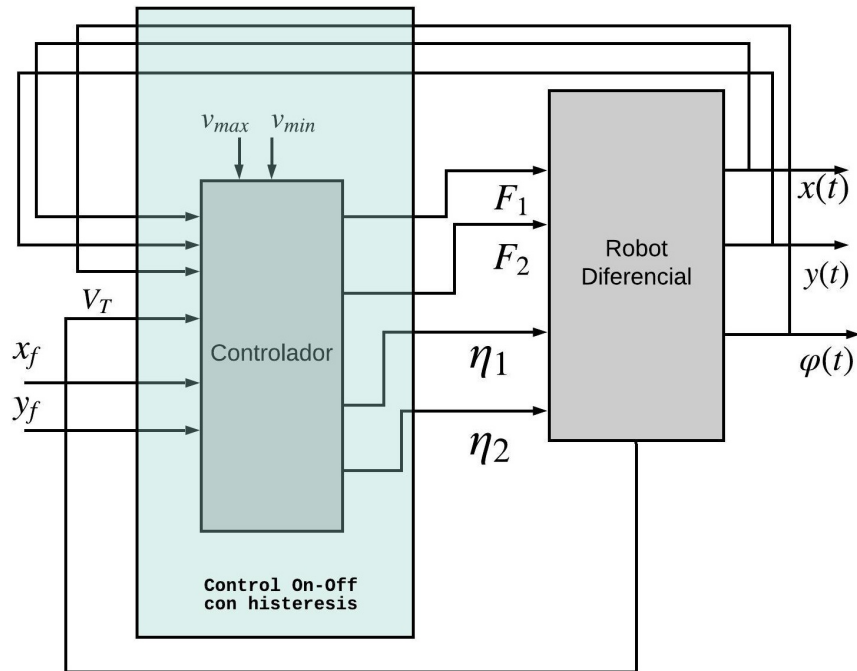 v_max v_min
F_1
x(t)
F_2
Robot
Diferencial
y(t)
V_T
x_f
Controlador
η_1
φ(t)
y_f
η_2
Control On-Off
con histeresis